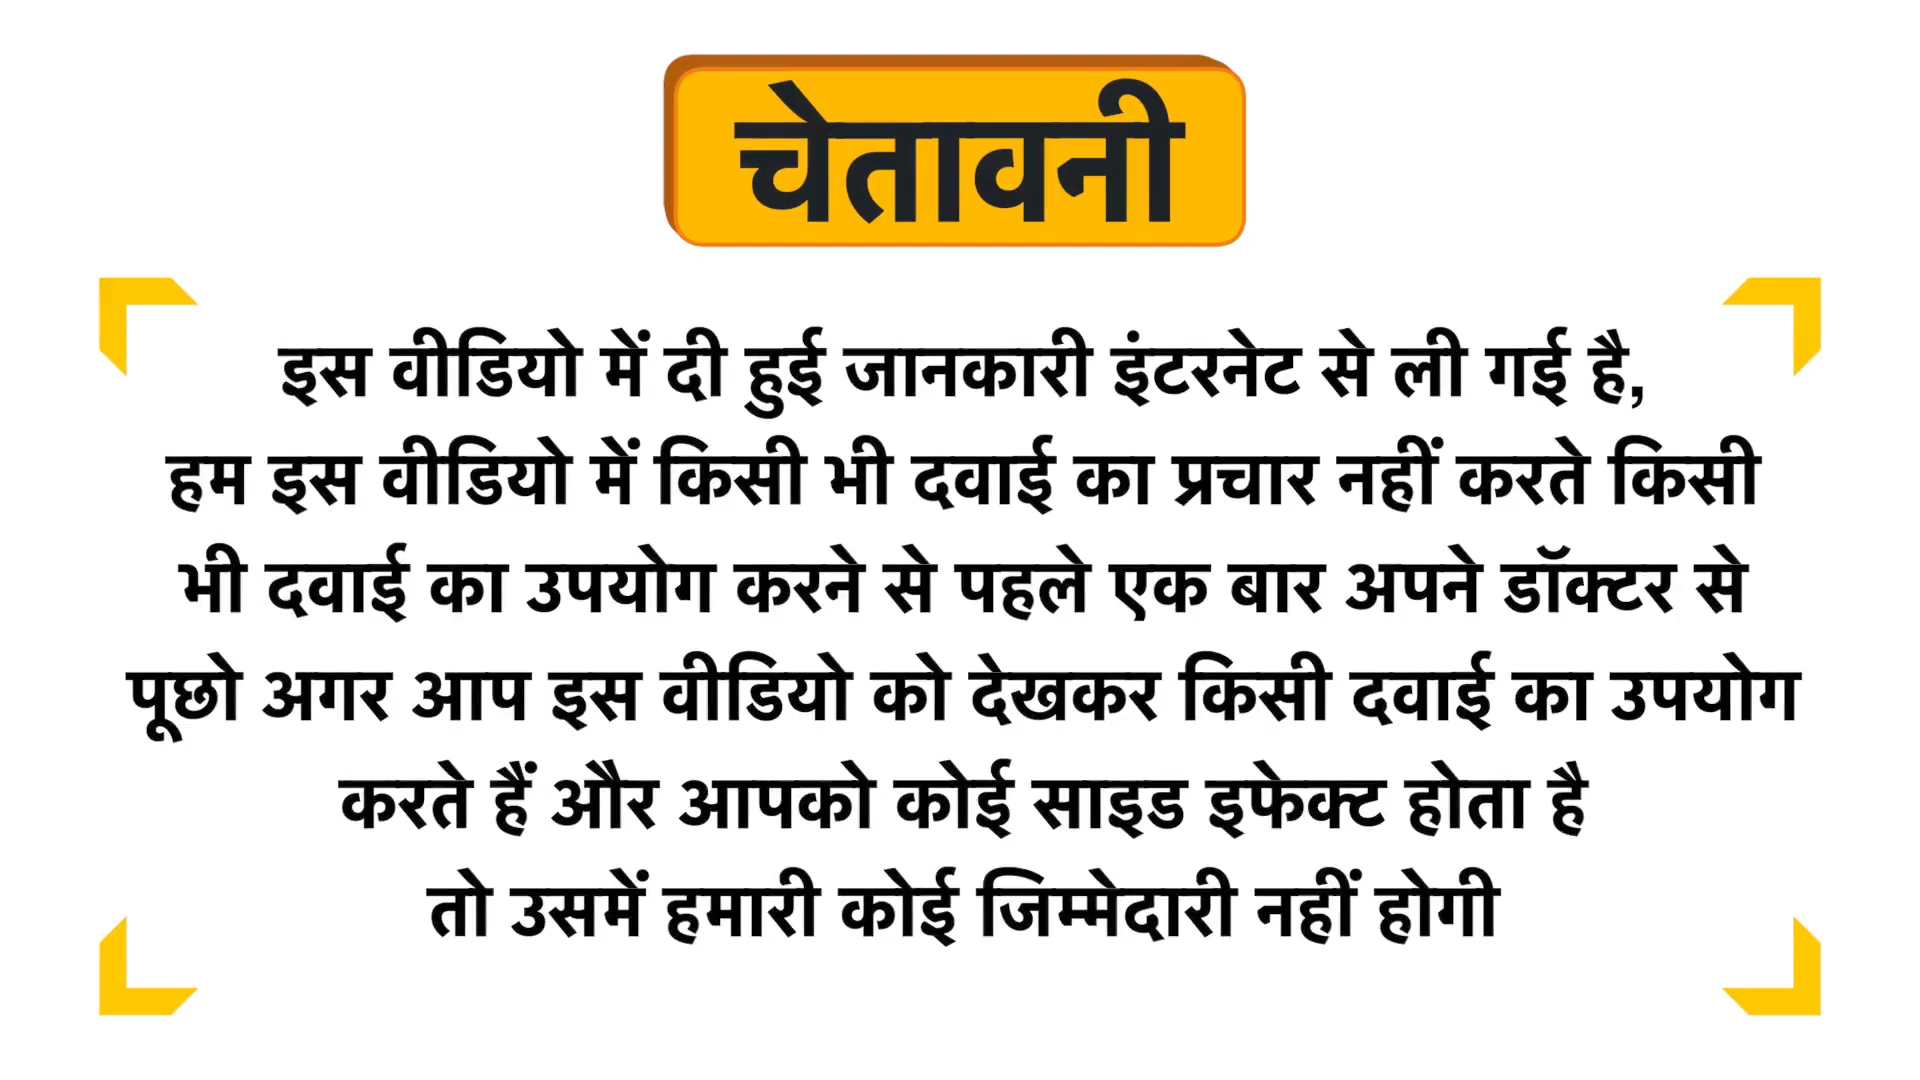 चेतावनी
इस वीडियो में दी हुई जानकारी इंटरनेट से ली गई है,
हम इस वीडियो में किसी भी दवाई का प्रचार नहीं करते किसी
भी दवाई का उपयोग करने से पहले एक बार अपने डॉक्टर से
पूछो अगर आप इस वीडियो को देखकर किसी दवाई का उपयोग
करते हैं और आपको कोई साइड इफेक्ट होता है
तो उसमें हमारी कोई जिम्मेदारी नहीं होगी